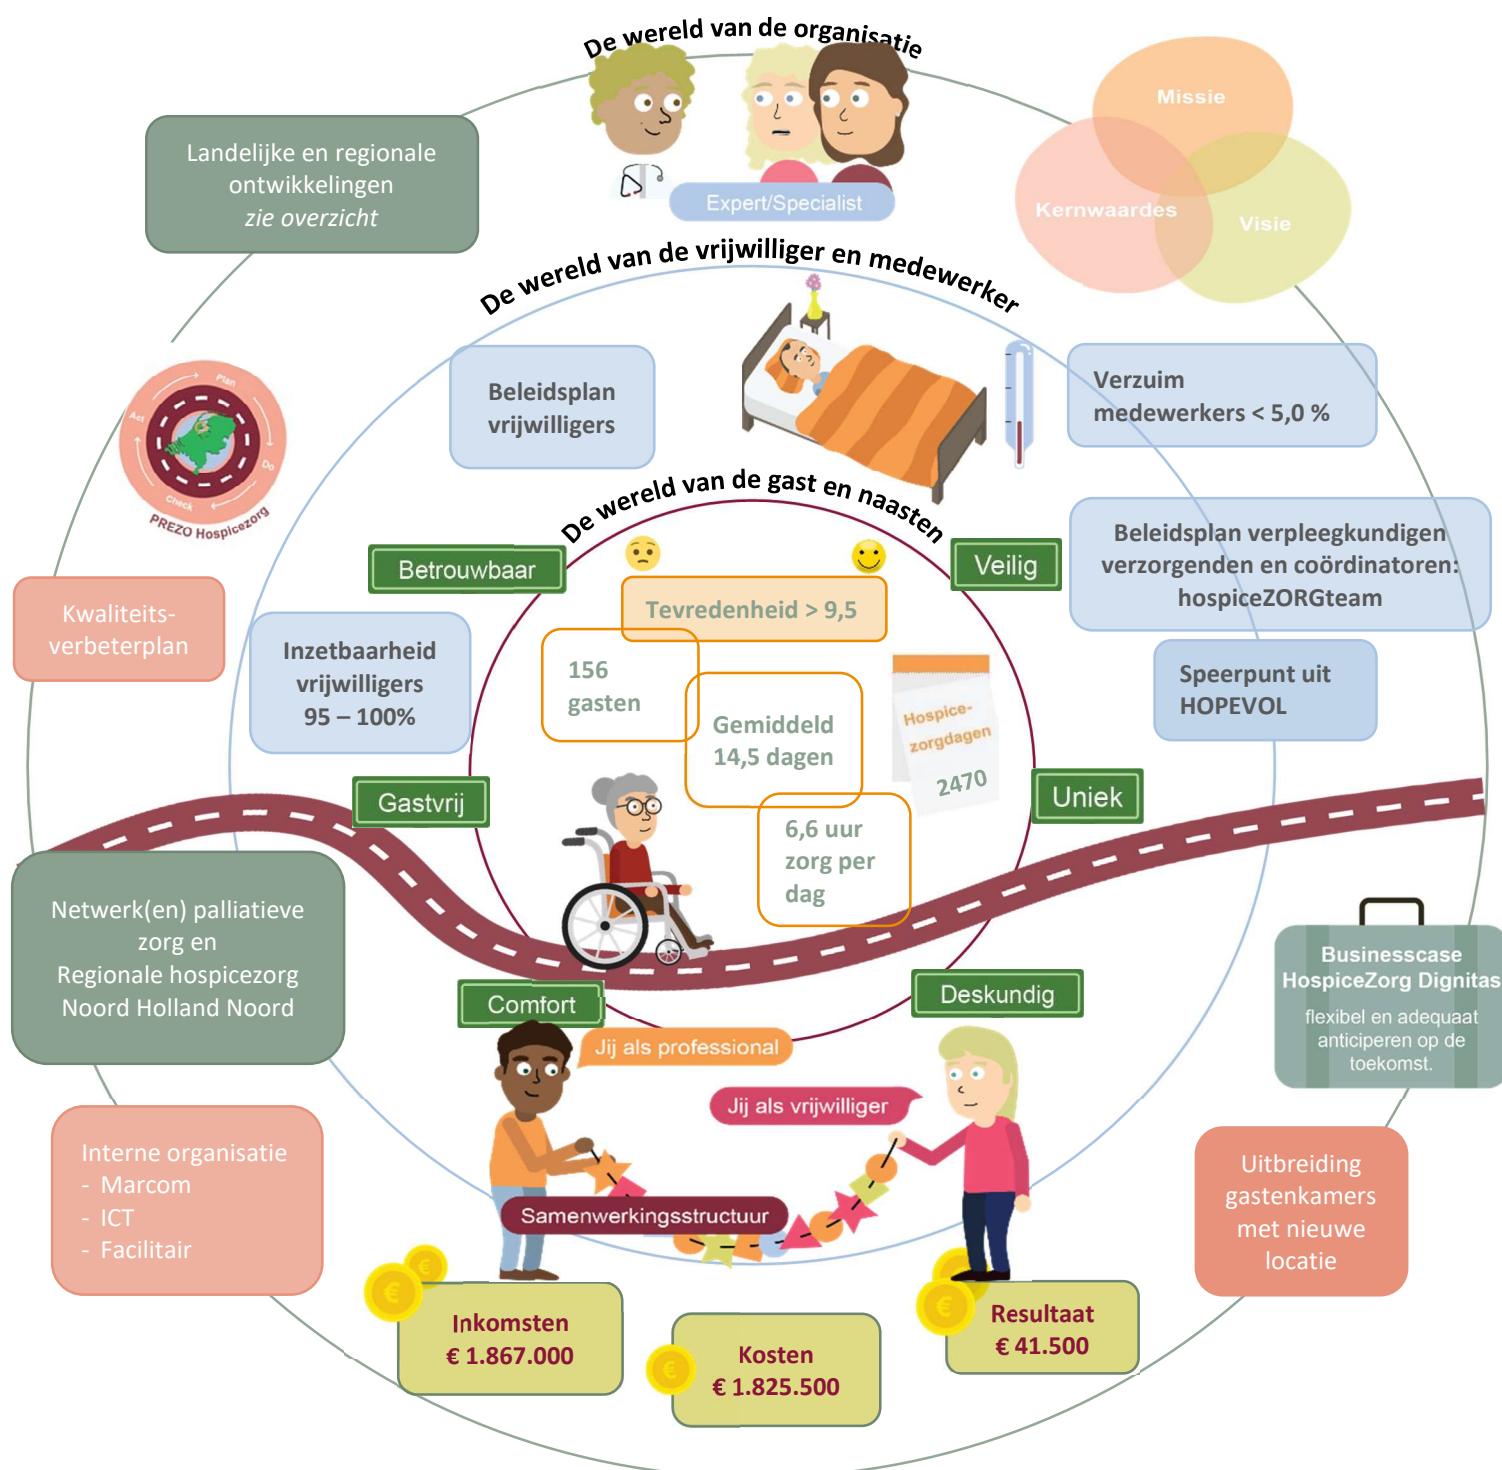 De wereld van de organisatie
Missie
Kernwaardes
Visie
Landelijke en regionale
ontwikkelingen
zie overzicht
Expert/Specialist
De wereld van de vrijwilliger en medewerker
Beleidsplan
vrijwilligers
Verzuim
medewerkers < 5,0 %
Plan
Act
Do
Check
PREZO Hospicezorg
De wereld van de gast en naasten
Betrouwbaar
Veilig
Beleidsplan verpleegkundigen
verzorgenden en coördinatoren:
hospiceZORGteam
Tevredenheid > 9,5
Kwaliteits-
verbeterplan
Inzetbaarheid
vrijwilligers
95 – 100%
156
gasten
Gemiddeld
14,5 dagen
Hospice-
zorgdagen
2470
Speerpunt uit
HOPEVOL
Gastvrij
Uniek
6,6 uur
zorg per
dag
Netwerk(en) palliatieve
zorg en
Regionale hospicezorg
Noord Holland Noord
Comfort
Deskundig
Businesscase
HospiceZorg Dignitas
flexibel en adequaat
anticiperen op de
toekomst.
Jij als professional
Jij als vrijwilliger
Interne organisatie
- Marcom
- ICT
- Facilitair
Samenwerkingsstructuur
Uitbreiding
gastenkamers
met nieuwe
locatie
€
€
Inkomsten
€ 1.867.000
€
Kosten
€ 1.825.500
€
Resultaat
€ 41.500